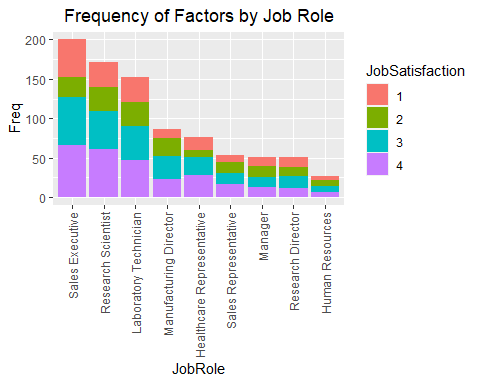 Frequency of Factors by Job Role
Freq
200
150
100
50
0
Sales Executive
Research Scientist
Laboratory Technician
Manufacturing Director
Healthcare Representative
Sales Representative
Manager
Research Director
Human Resources
JobRole
JobSatisfaction
1
2
3
4